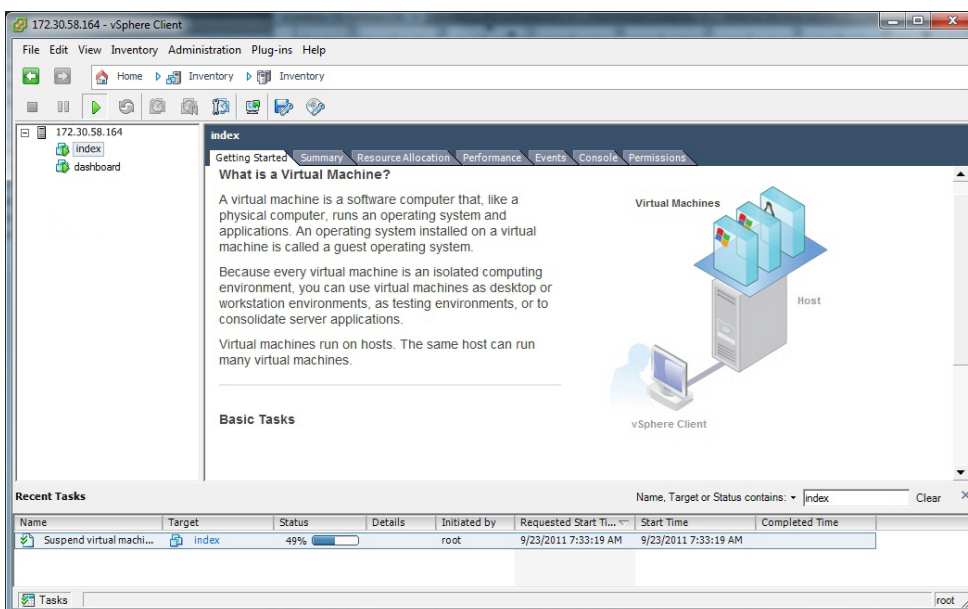 172.30.58.164 - vSphere Client
File Edit View Inventory Administration Plug-ins Help
Home Inventory Inventory
172.30.58.164
index
dashboard
index
Getting Started Summary Resource Allocation Performance Events Console Permissions
What is a Virtual Machine?
A virtual machine is a software computer that, like a
physical computer, runs an operating system and
applications. An operating system installed on a virtual
machine is called a guest operating system.
Because every virtual machine is an isolated computing
environment, you can use virtual machines as desktop or
workstation environments, as testing environments, or to
consolidate server applications.
Virtual machines run on hosts. The same host can run
many virtual machines.
Basic Tasks
Virtual Machines
Host
vSphere Client
Recent Tasks
Name, Target or Status contains: index Clear
Name Target Status Details Initiated by Requested Start Ti... Start Time Completed Time
Suspend virtual machi... index 49% root 9/23/2011 7:33:19 AM 9/23/2011 7:33:19 AM
Tasks root